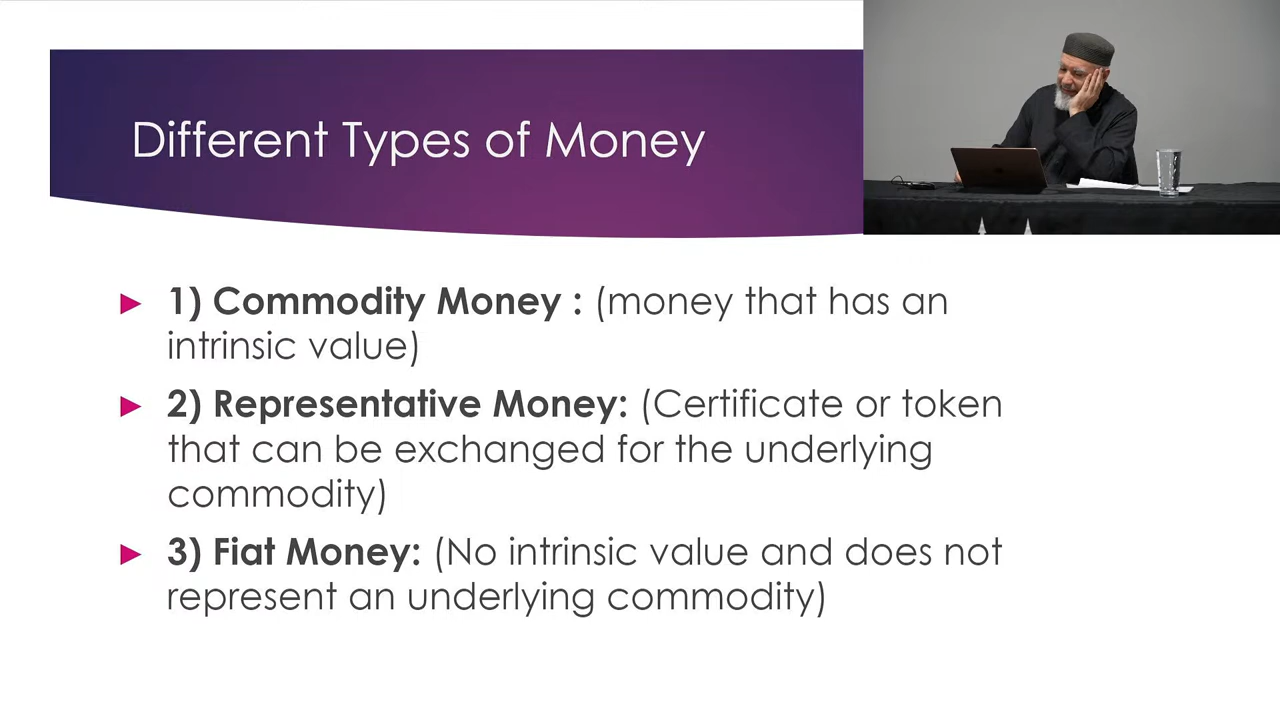 Different Types of Money
1) Commodity Money : (money that has an
intrinsic value)
2) Representative Money: (Certificate or token
that can be exchanged for the underlying
commodity)
3) Fiat Money: (No intrinsic value and does not
represent an underlying commodity)